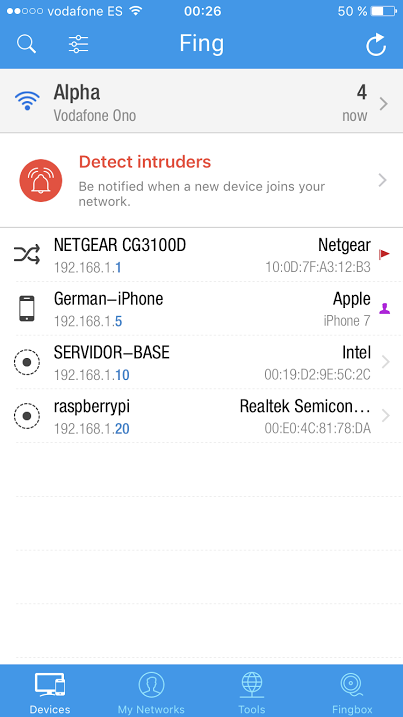 vodafone ES 00:26 50 %
Fing
Alpha 4
Vodafone Ono now
Detect intruders
Be notified when a new device joins your
network.
NETGEAR CG3100D Netgear
192.168.1.1 10:0D:7F:A3:12:B3
German-iPhone Apple
192.168.1.5 iPhone 7
SERVIDOR-BASE Intel
192.168.1.10 00:19:D2:9E:5C:2C
raspberrypi Realtek Semicon...
192.168.1.20 00:E0:4C:81:78:DA
Devices My Networks Tools Fingbox